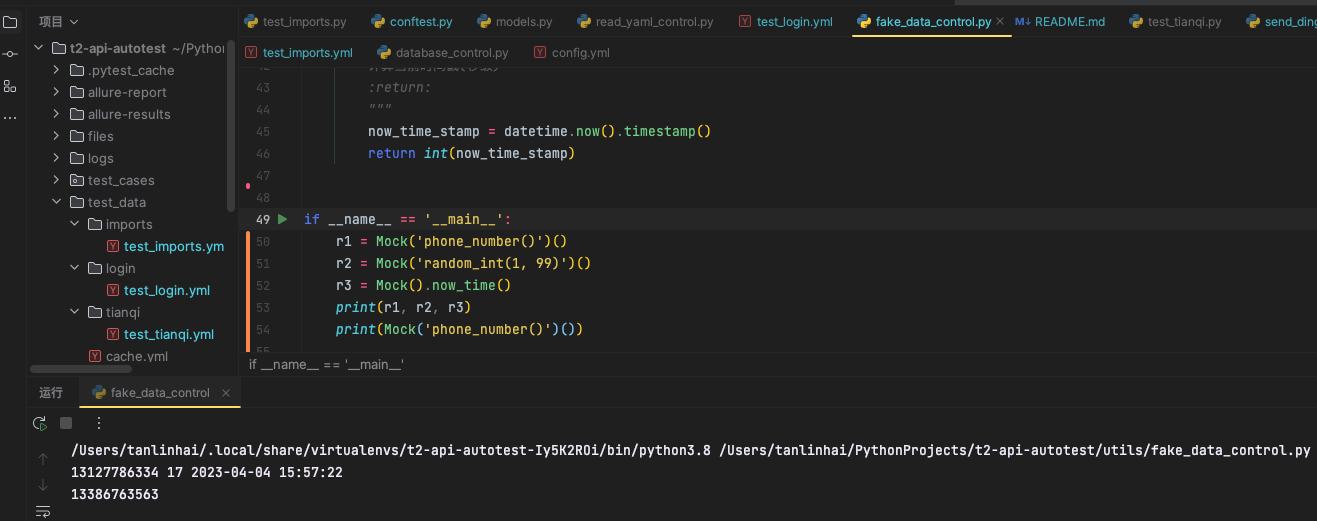 项目
t2-api-autotest ~/Pythor
.pytest_cache
allure-report
allure-results
files
logs
test_cases
test_data
imports
test_imports.ym
login
test_login.yml
tianqi
test_tianqi.yml
cache.yml
test_imports.py conftest.py models.py read_yaml_control.py test_login.yml fake_data_control.py README.md test_tianqi.py send_ding
test_imports.yml database_control.py config.yml
43 :return:
44 """
45 now_time_stamp = datetime.now().timestamp()
46 return int(now_time_stamp)
47
48
49 if __name__ == '__main__':
50 r1 = Mock('phone_number()')()
51 r2 = Mock('random_int(1, 99)')()
52 r3 = Mock().now_time()
53 print(r1, r2, r3)
54 print(Mock('phone_number()')())
if __name__ == '__main__'
运行 fake_data_control
/Users/tanlinhai/.local/share/virtualenvs/t2-api-autotest-Iy5K2ROi/bin/python3.8 /Users/tanlinhai/PythonProjects/t2-api-autotest/utils/fake_data_control.py
13127786334 17 2023-04-04 15:57:22
13386763563